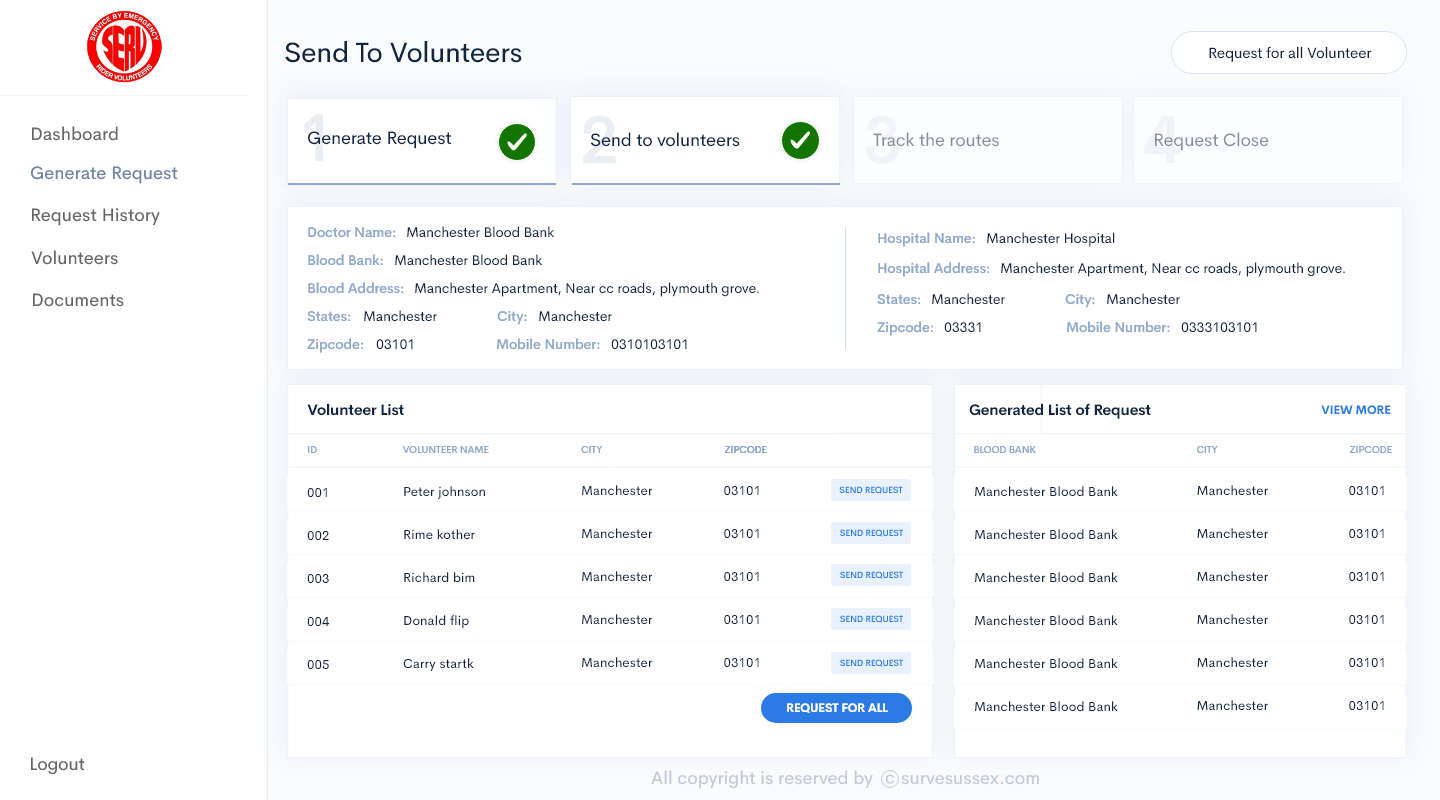 SERVICE BY EMERGENCY
SERV
RIDER VOLUNTEERS
Dashboard
Generate Request
Request History
Volunteers
Documents
Logout
Send To Volunteers
Request for all Volunteer
1 Generate Request
2 Send to volunteers
3 Track the routes
4 Request Close
Doctor Name: Manchester Blood Bank
Blood Bank: Manchester Blood Bank
Blood Address: Manchester Apartment, Near cc roads, plymouth grove.
States: Manchester City: Manchester
Zipcode: 03101 Mobile Number: 0310103101
Hospital Name: Manchester Hospital
Hospital Address: Manchester Apartment, Near cc roads, plymouth grove.
States: Manchester City: Manchester
Zipcode: 03331 Mobile Number: 0333103101
Volunteer List
ID VOLUNTEER NAME CITY ZIPCODE
001 Peter johnson Manchester 03101 SEND REQUEST
002 Rime kother Manchester 03101 SEND REQUEST
003 Richard bim Manchester 03101 SEND REQUEST
004 Donald flip Manchester 03101 SEND REQUEST
005 Carry startk Manchester 03101 SEND REQUEST
REQUEST FOR ALL
Generated List of Request VIEW MORE
BLOOD BANK CITY ZIPCODE
Manchester Blood Bank Manchester 03101
Manchester Blood Bank Manchester 03101
Manchester Blood Bank Manchester 03101
Manchester Blood Bank Manchester 03101
Manchester Blood Bank Manchester 03101
Manchester Blood Bank Manchester 03101
All copyright is reserved by ©survesussex.com